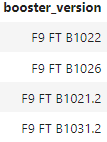 booster_version
F9 FT B1022
F9 FT B1026
F9 FT B1021.2
F9 FT B1031.2